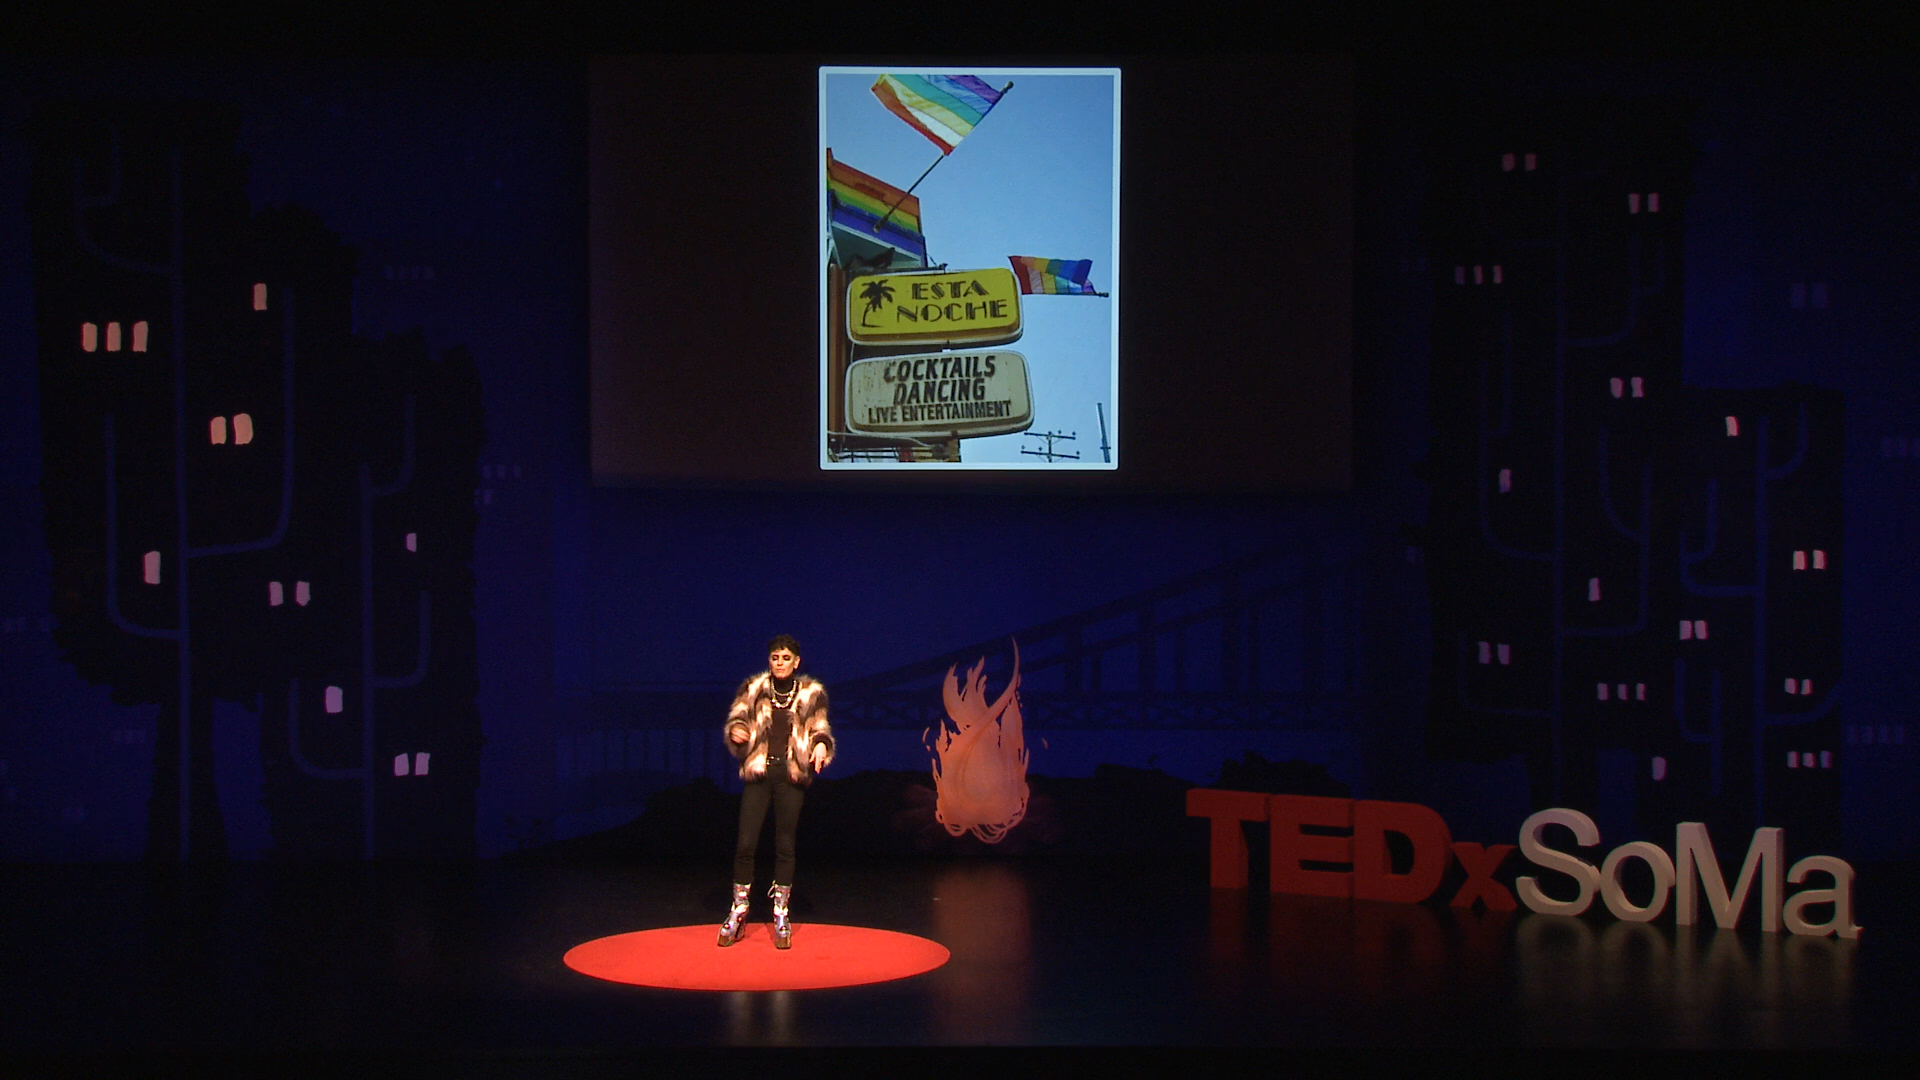 ESTA
NOCHE
COCKTAILS
DANCING
LIVE ENTERTAINMENT
TEDxSoMa